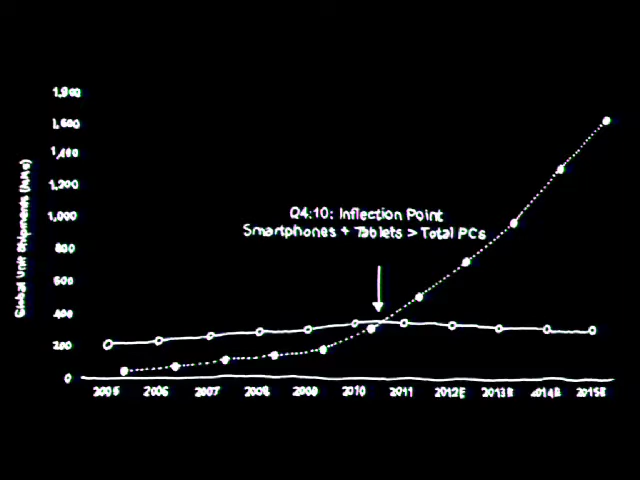 1,800
1,600
1,400
1,200
1,000
800
600
400
200
0
Global Unit Shipments (MMs)
Q4:10: Inflection Point
Smartphones + Tablets > Total PCs
2005 2006 2007 2008 2009 2010 2011 2012E 2013E 2014E 2015E